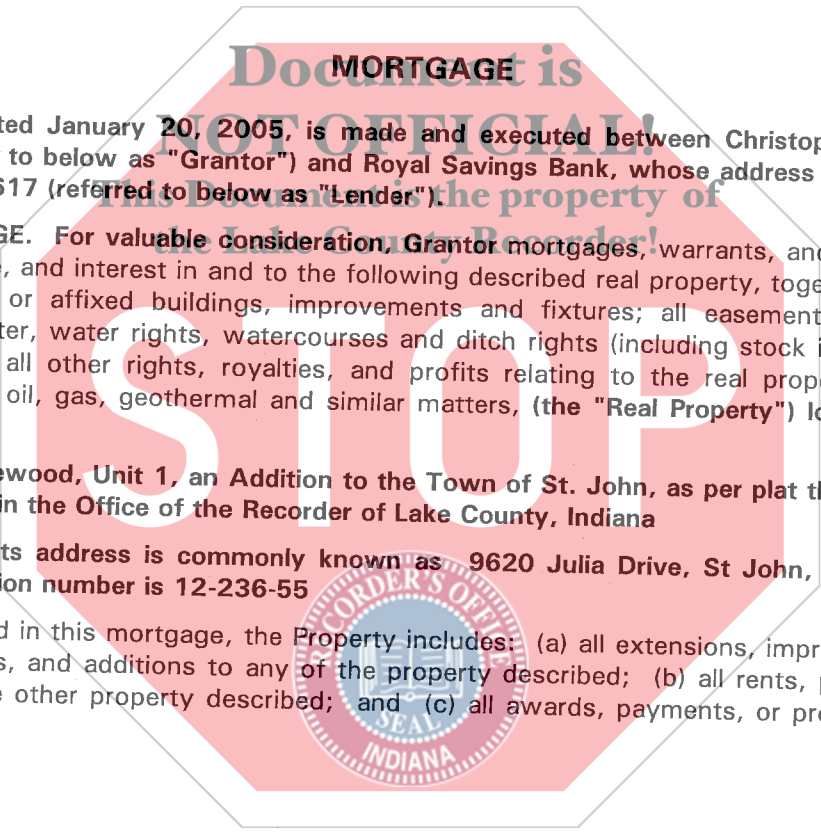 Document is
MORTGAGE
NOT OFFICIAL!
ted January 20, 2005, is made and executed between Christop
to below as "Grantor") and Royal Savings Bank, whose address
617 (referred to below as "Lender").
This Document is the property of
the Lake County Recorder!
GE. For valuable consideration, Grantor mortgages, warrants, and
, and interest in and to the following described real property, toge
or affixed buildings, improvements and fixtures; all easement
ter, water rights, watercourses and ditch rights (including stock i
all other rights, royalties, and profits relating to the real prop
oil, gas, geothermal and similar matters, (the "Real Property") lo
STOP
ewood, Unit 1, an Addition to the Town of St. John, as per plat th
in the Office of the Recorder of Lake County, Indiana
ts address is commonly known as 9620 Julia Drive, St John,
ion number is 12-236-55
d in this mortgage, the Property includes: (a) all extensions, impr
s, and additions to any of the property described; (b) all rents, p
e other property described; and (c) all awards, payments, or pro
RECORDER'S OFFICE
SEAL
INDIANA